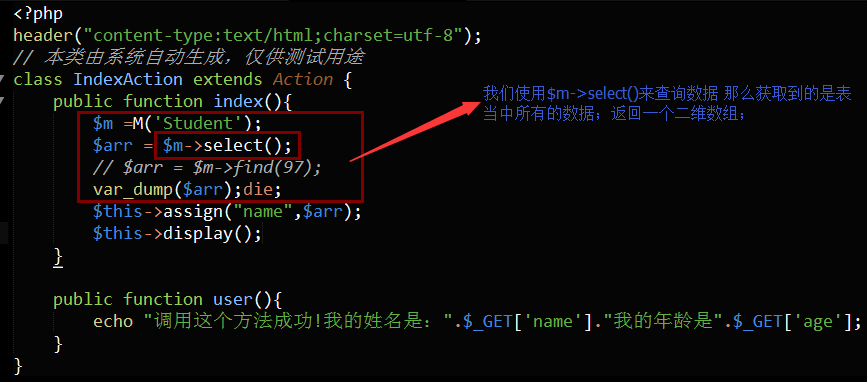 <?php
header("content-type:text/html;charset=utf-8");
// 本类由系统自动生成，仅供测试用途
class IndexAction extends Action {
public function index(){
$m =M('Student');
$arr = $m->select();
// $arr = $m->find(97);
var_dump($arr);die;
$this->assign("name",$arr);
$this->display();
}
我们使用$m->select()来查询数据 那么获取到的是表
当中所有的数据；返回一个二维数组；
public function user(){
echo "调用这个方法成功!我的姓名是：".$_GET['name']."我的年龄是".$_GET['age'];
}
}